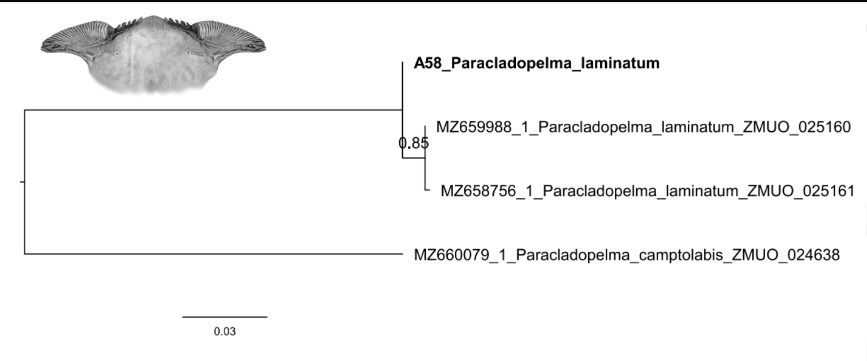 A58_Paracladopelma_laminatum
MZ659988_1_Paracladopelma_laminatum_ZMUO_025160
0.85
MZ658756_1_Paracladopelma_laminatum_ZMUO_025161
MZ660079_1_Paracladopelma_camptolabis_ZMUO_024638
0.03